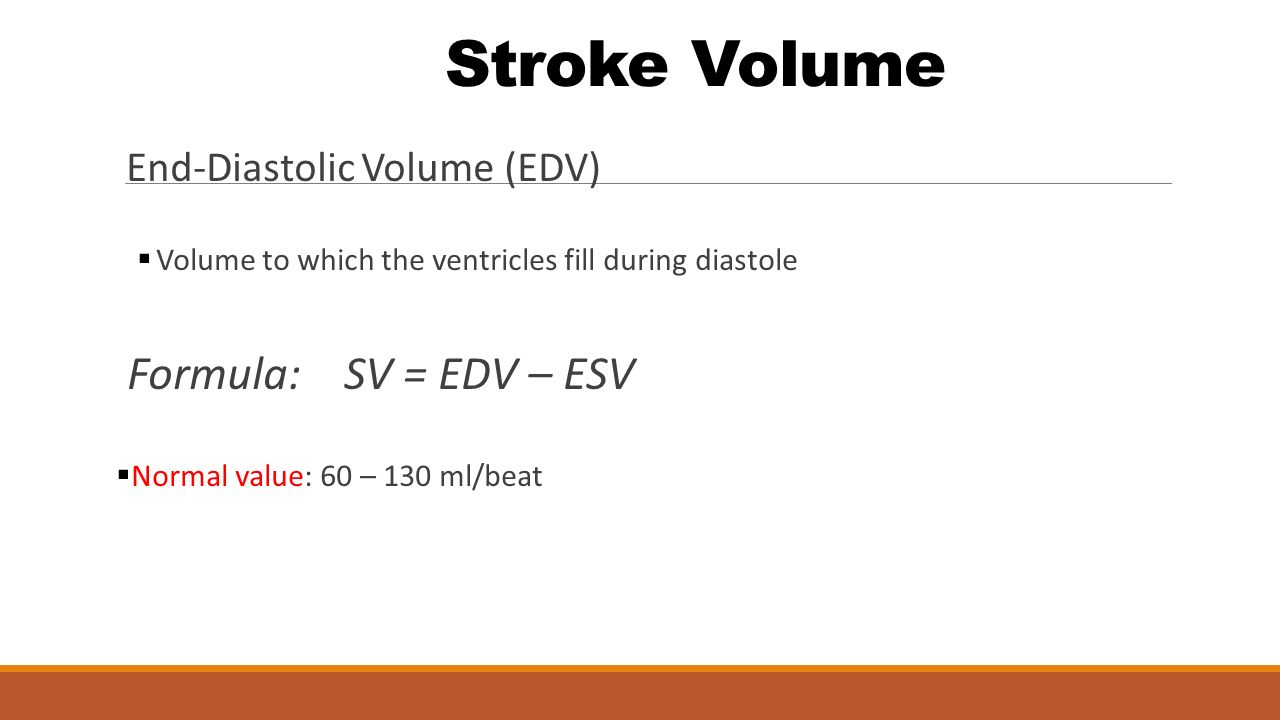 Stroke Volume
End-Diastolic Volume (EDV)
▪ Volume to which the ventricles fill during diastole
Formula: SV = EDV – ESV
▪ Normal value: 60 – 130 ml/beat